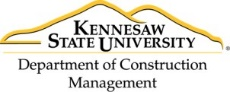 KENNESAW
STATE UNIVERSITY
Department of Construction
Management